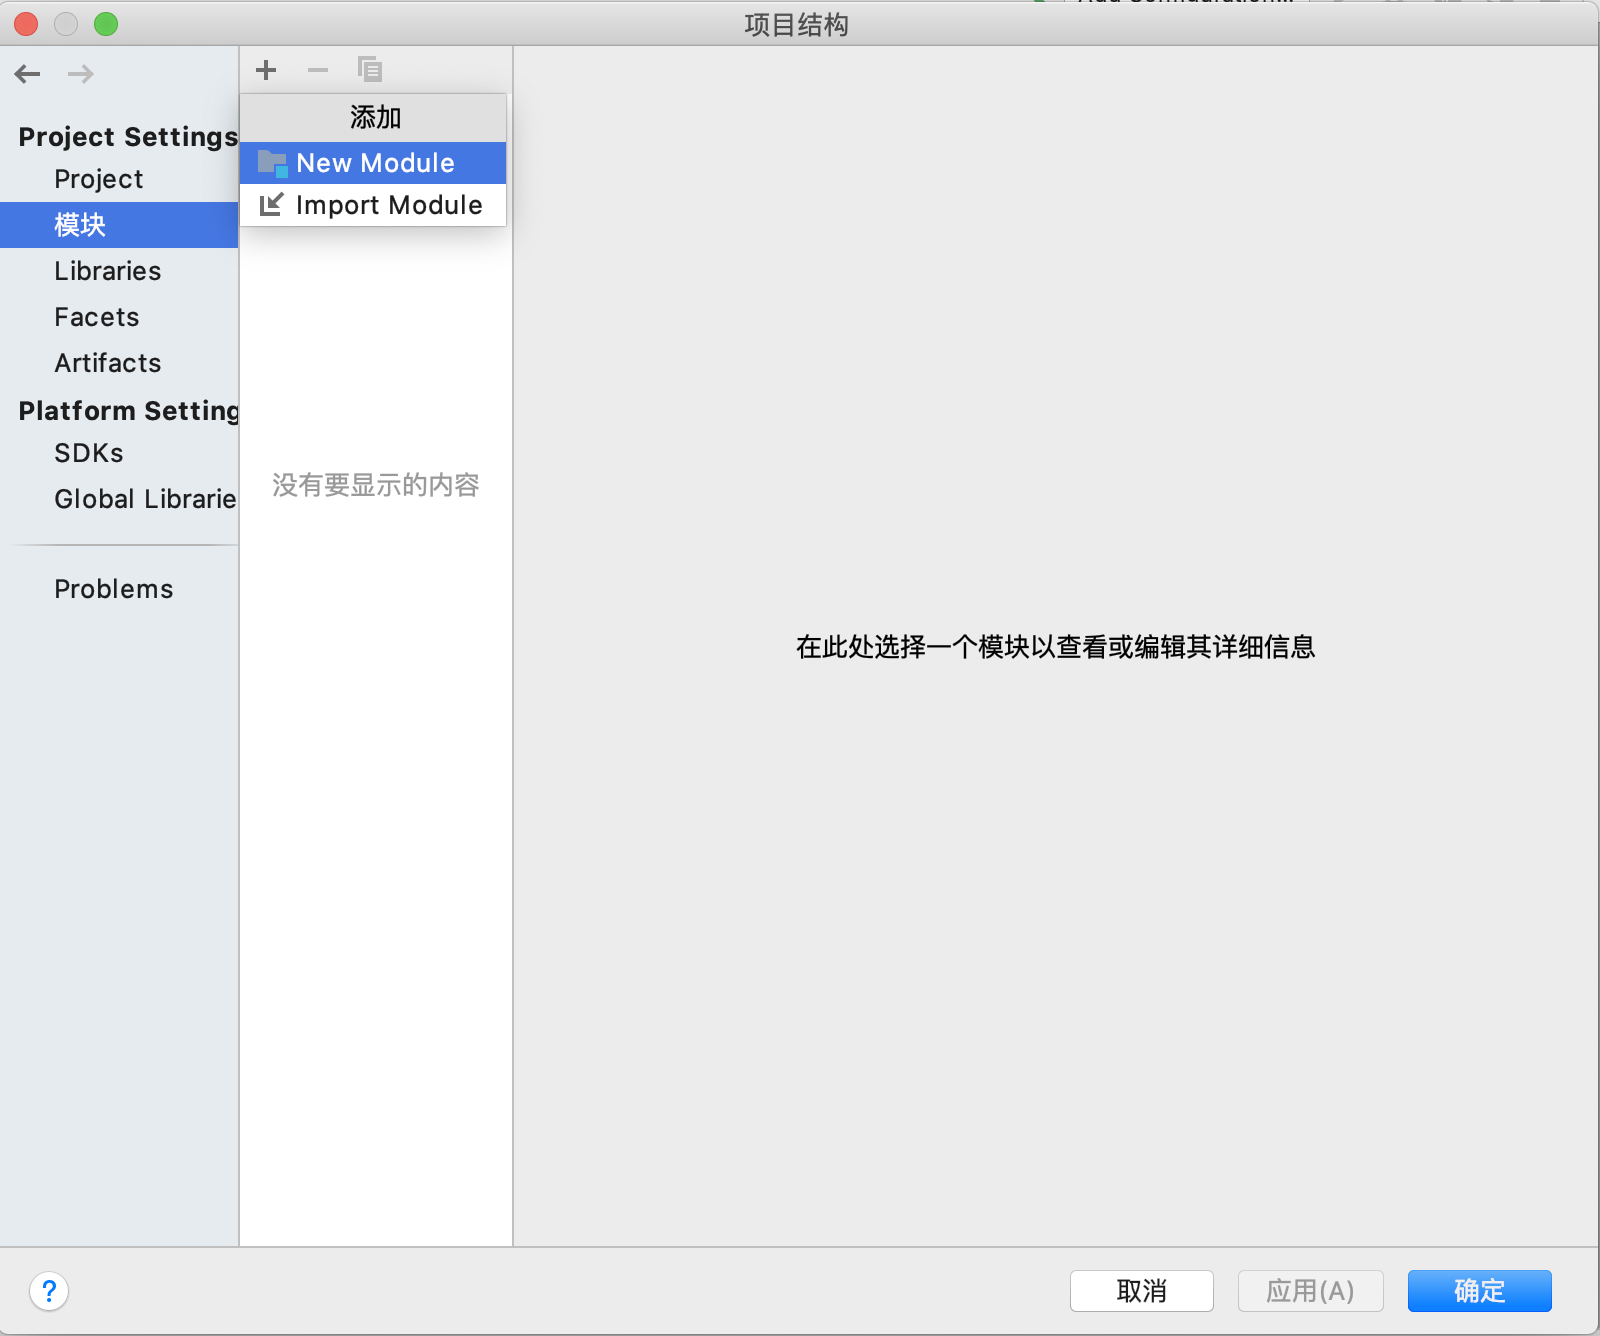 项目结构
Project Settings
Project
模块
Libraries
Facets
Artifacts
Platform Setting
SDKs
Global Librarie
Problems
添加
New Module
Import Module
没有要显示的内容
在此处选择一个模块以查看或编辑其详细信息
?
取消
应用(A)
确定